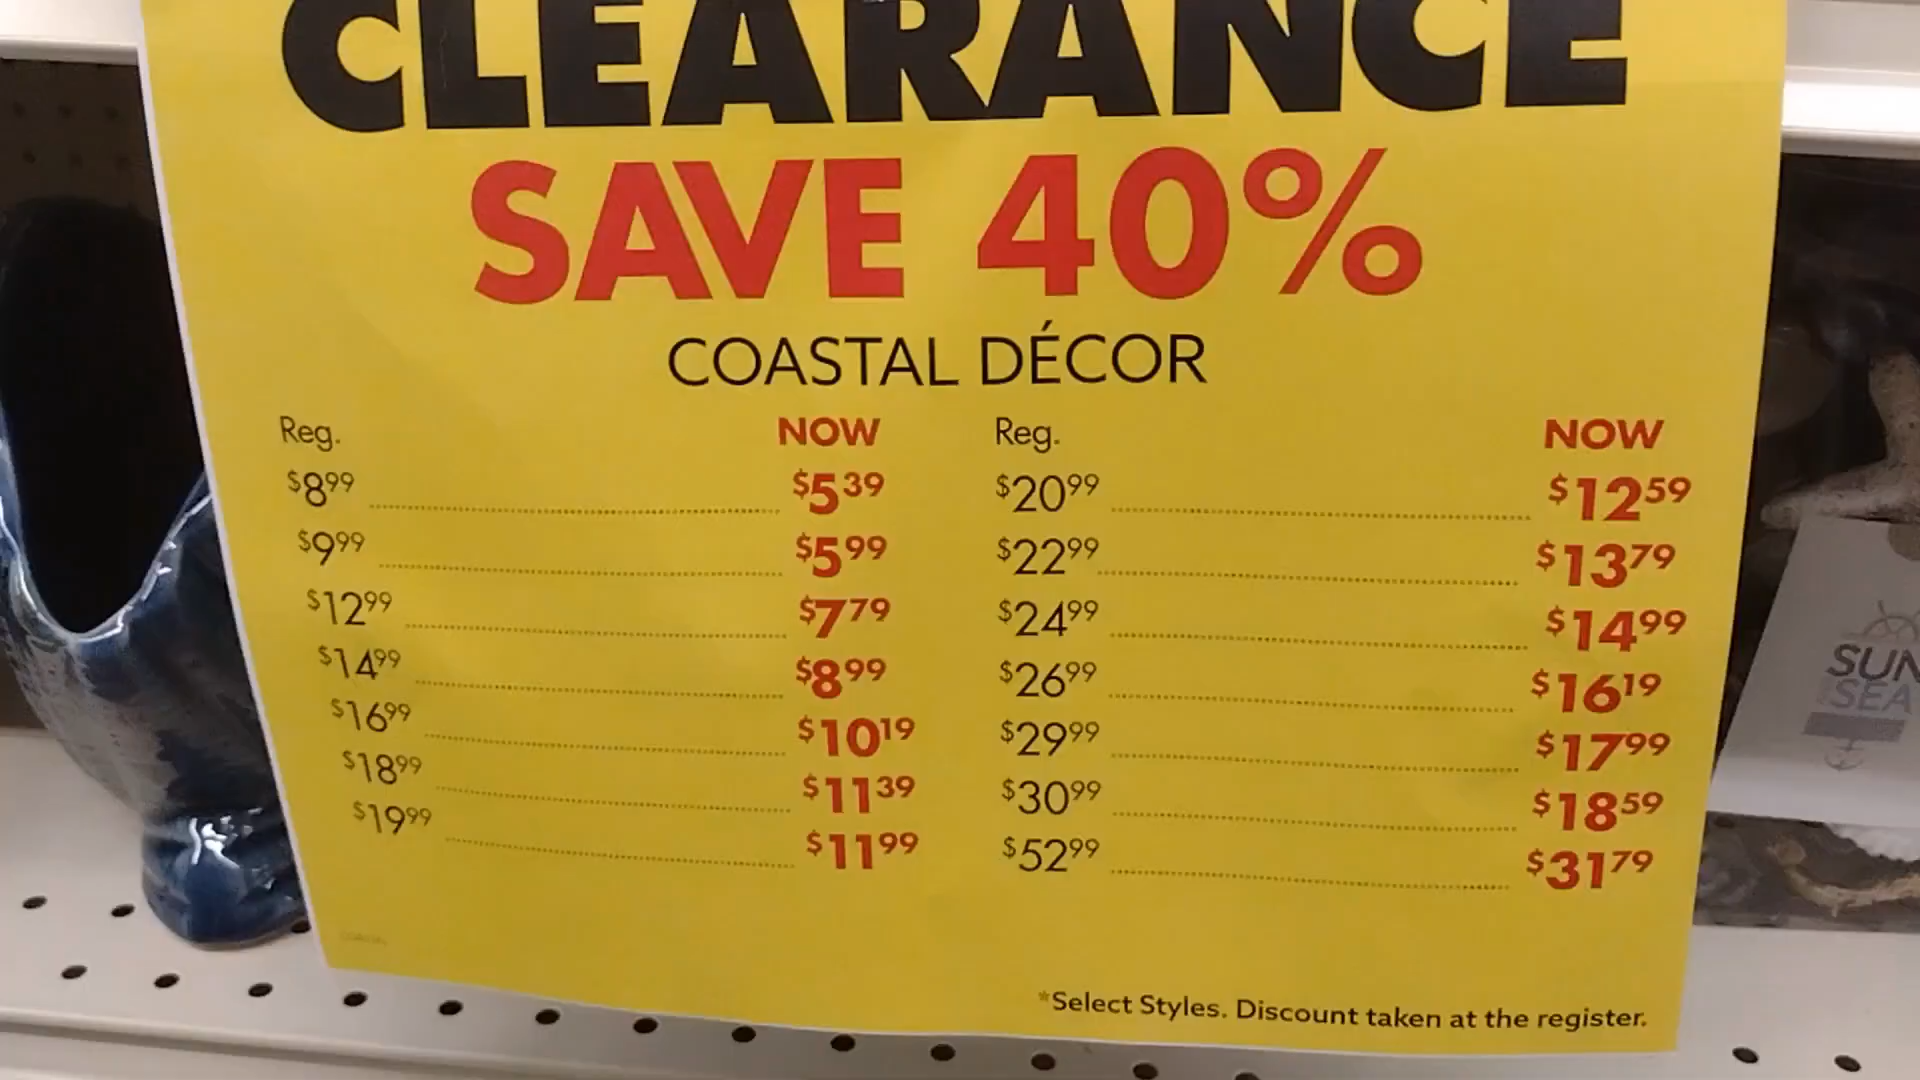 CLEARANCE
SAVE 40%
COASTAL DÉCOR
Reg. NOW Reg. NOW
$8.99 $5.39 $20.99 $12.59
$9.99 $5.99 $22.99 $13.79
$12.99 $7.79 $24.99 $14.99
$14.99 $8.99 $26.99 $16.19
$16.99 $10.19 $29.99 $17.99
$18.99 $11.39 $30.99 $18.59
$19.99 $11.99 $52.99 $31.79
*Select Styles. Discount taken at the register.
SUN
SEA